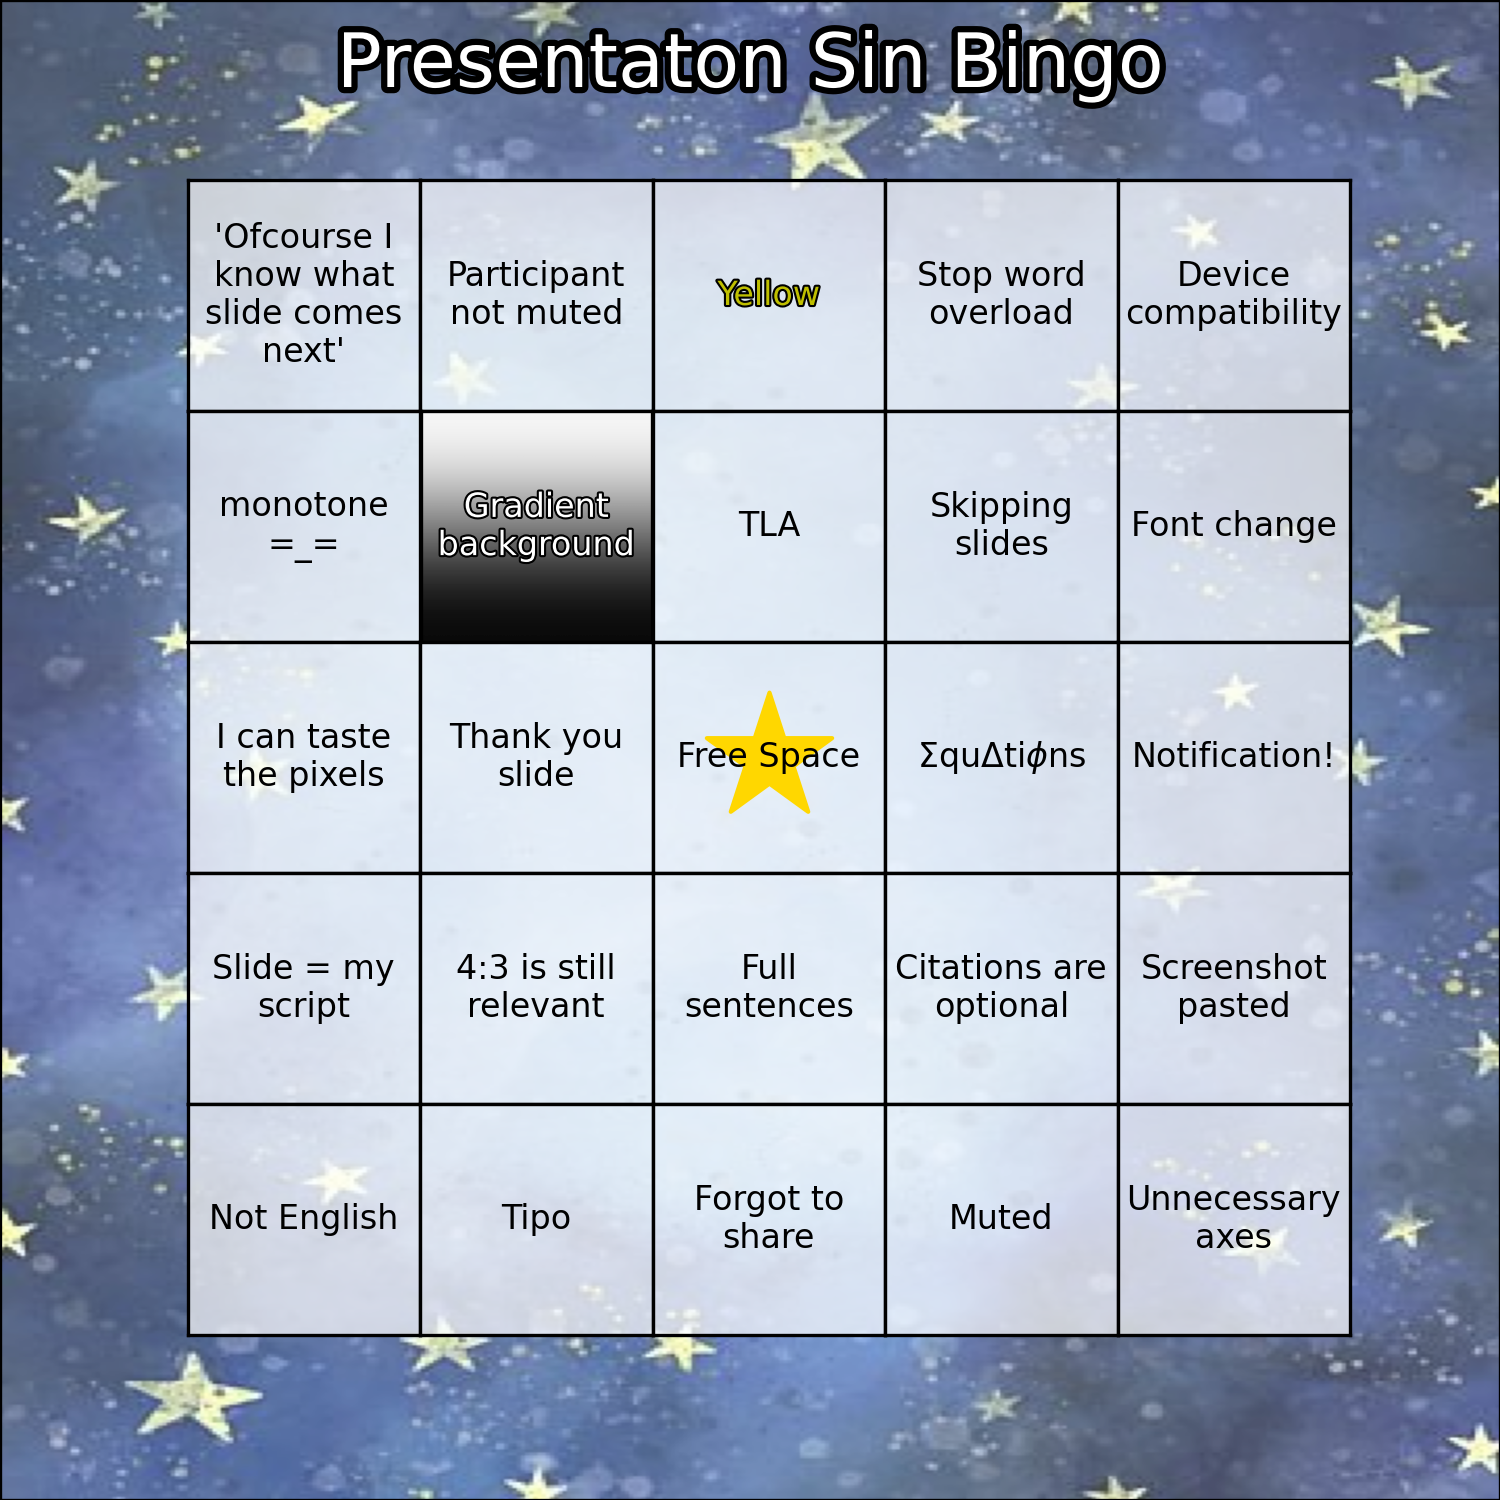 Presentaton Sin Bingo
'Ofcourse I
know what
slide comes
next'
Participant
not muted
Yellow
Stop word
overload
Device
compatibility
monotone
=_=
Gradient
background
TLA
Skipping
slides
Font change
I can taste
the pixels
Thank you
slide
Free Space
ΣquΔtiϕns
Notification!
Slide = my
script
4:3 is still
relevant
Full
sentences
Citations are
optional
Screenshot
pasted
Not English
Tipo
Forgot to
share
Muted
Unnecessary
axes